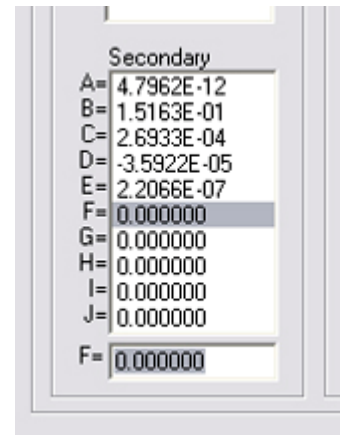 Secondary
A= 4.7962E-12
B= 1.5163E-01
C= 2.6933E-04
D= -3.5922E-05
E= 2.2066E-07
F= 0.000000
G= 0.000000
H= 0.000000
I= 0.000000
J= 0.000000
F= 0.000000